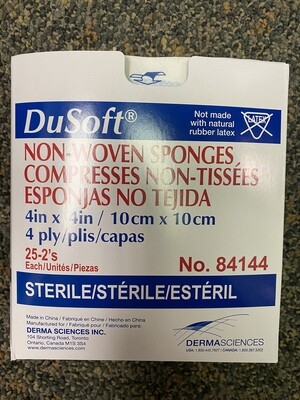 DuSoft®
Not made
with natural
rubber latex
LATEX
NON-WOVEN SPONGES
COMPRESSES NON-TISSÉES
ESPONJAS NO TEJIDA
4in x 4in / 10cm x 10cm
4 ply/plis/capas
25-2's
Each/Unités/Piezas
No. 84144
STERILE/STÉRILE/ESTÉRIL
Made in China / Fabriqué en Chine / Hecho en China
Manufactured for / Fabriqué pour / Fabricado para:
DERMA SCIENCES INC.
104 Shorting Road, Toronto
Ontario, Canada M1S 3S4
DERMASCIENCES